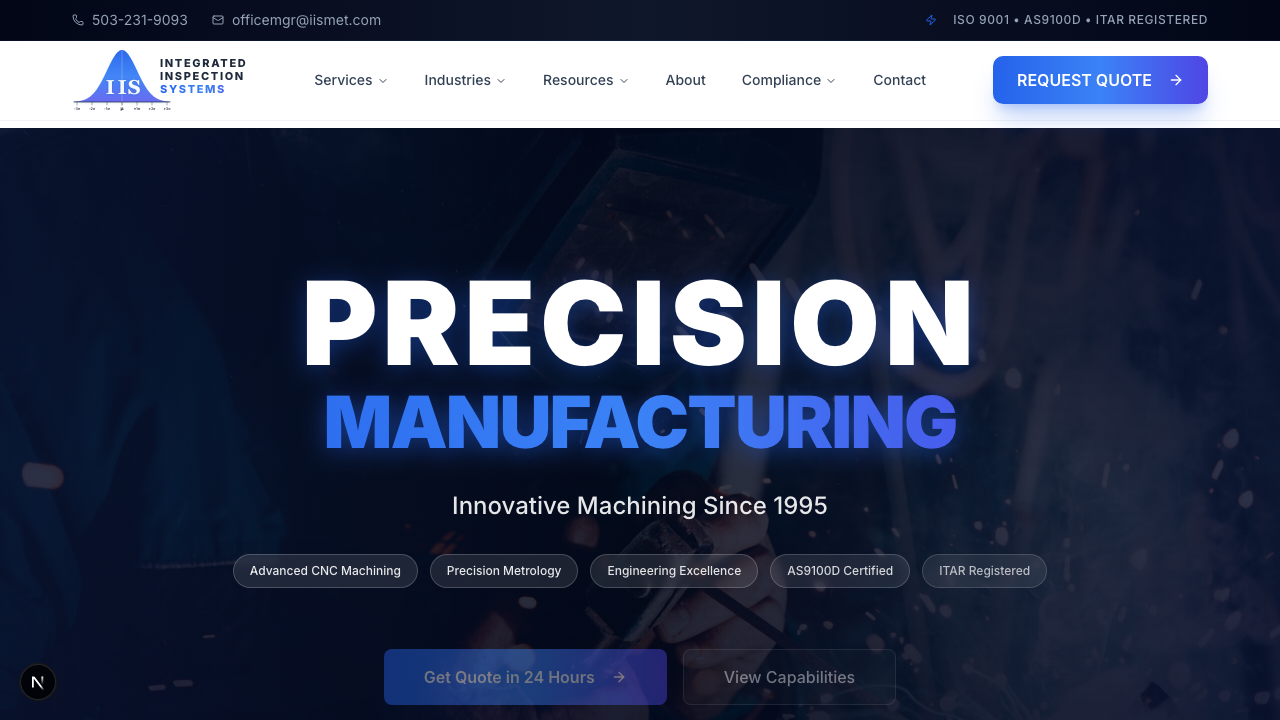 503-231-9093
officemgr@iismet.com
ISO 9001 • AS9100D • ITAR REGISTERED
IIS
INTEGRATED
INSPECTION
SYSTEMS
Services
Industries
Resources
About
Compliance
Contact
REQUEST QUOTE
PRECISION
MANUFACTURING
Innovative Machining Since 1995
Advanced CNC Machining
Precision Metrology
Engineering Excellence
AS9100D Certified
ITAR Registered
Get Quote in 24 Hours
View Capabilities
N